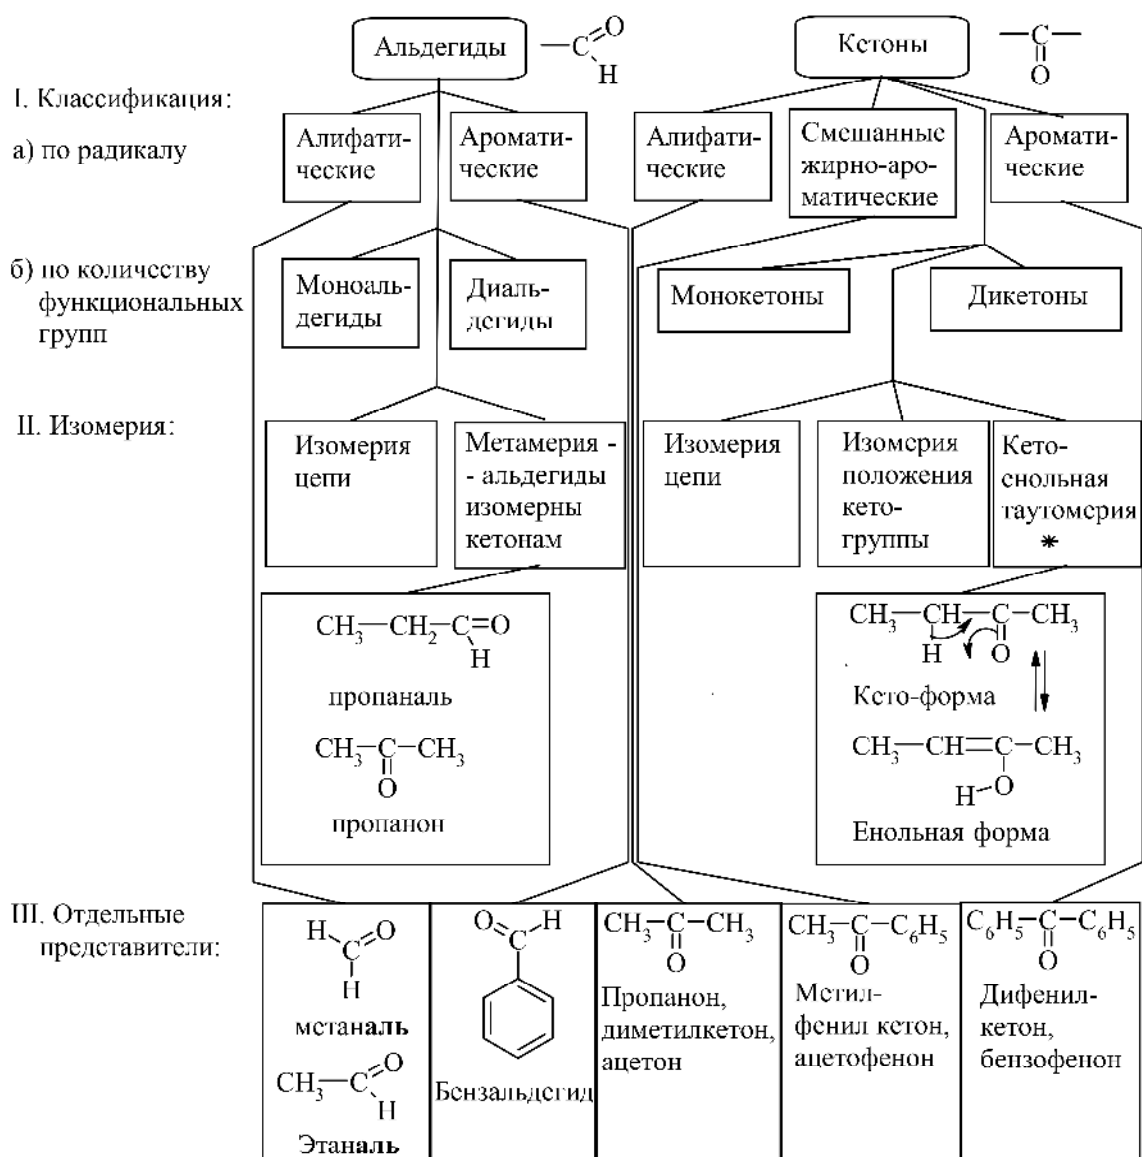 Альдегиды
C
O
H
Кетоны
C
O
I. Классификация:
а) по радикалу
Алифати-
ческие
Аромати-
ческие
Алифати-
ческие
Смешанные
жирно-аро-
матические
Аромати-
ческие
б) по количеству
функциональных
групп
Моноаль-
дегиды
Диаль-
дегиды
Монокетоны
Дикетоны
II. Изомерия:
Изомерия
цепи
Метамерия -
- альдегиды
изомерны
кетонам
Изомерия
цепи
Изомерия
положения
кето-
группы
Кето-
енольная
таутомерия
*
CH₃—CH₂—C=O
H
пропаналь
CH₃—C—CH₃
O
пропанон
CH₃—CH—C—CH₃
H O
Кето-форма
CH₃—CH=C—CH₃
H—O
Енольная форма
III. Отдельные
представители:
H C O
H
метаналь
CH₃—C O
H
Этаналь
O C H
Бензальдегид
CH₃—C—CH₃
O
Пропанон,
диметилкетон,
ацетон
CH₃—C—C₆H₅
O
Метил-
фенил кетон,
ацетофенон
C₆H₅—C—C₆H₅
O
Дифенил-
кетон,
бензофенон